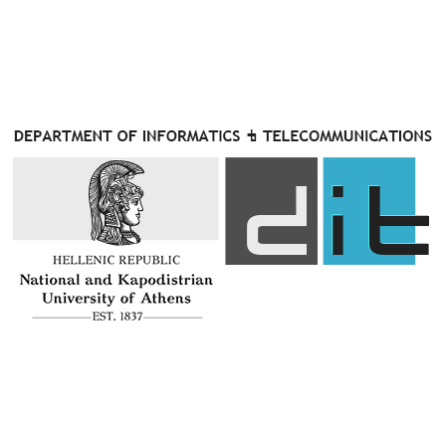 DEPARTMENT OF INFORMATICS & TELECOMMUNICATIONS
dit
HELLENIC REPUBLIC
National and Kapodistrian
University of Athens
EST. 1837